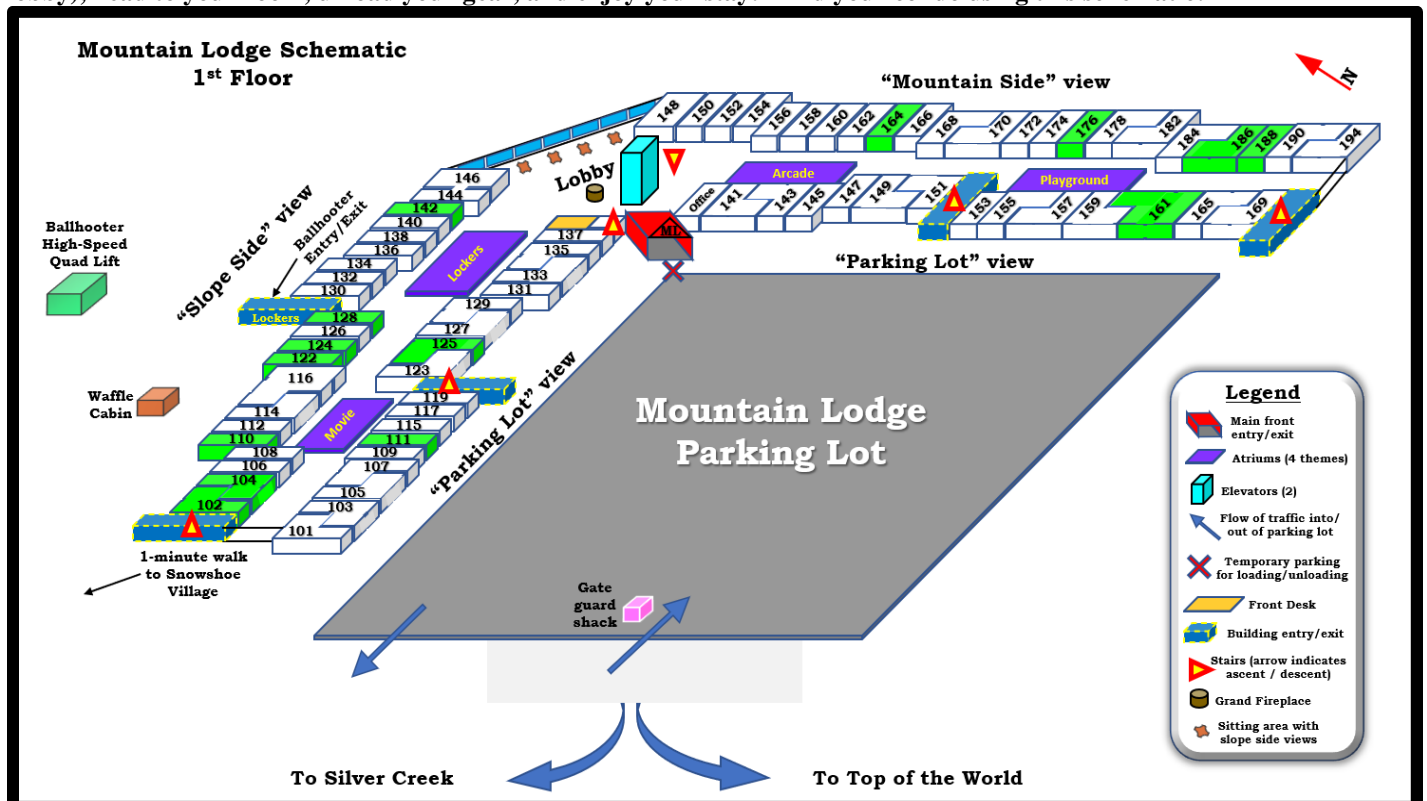 Mountain Lodge Schematic
1st Floor
"Mountain Side" view
N
148
150
152
154
156
158
160
162
164
166
168
170
172
174
176
178
182
184
186
188
190
194
Lobby
Arcade
Playground
Office
141
143
145
147
149
151
153
155
157
159
161
165
169
ML
"Parking Lot" view
"Slope Side" view
Ballhooter
Entry/Exit
Ballhooter
High-Speed
Quad Lift
146
144
142
140
138
136
134
132
130
Lockers
128
126
124
122
116
114
112
110
108
106
104
102
Lockers
137
135
133
131
129
127
125
123
119
117
115
111
109
107
105
103
101
Movie
"Parking Lot" view
Waffle
Cabin
1-minute walk
to Snowshoe
Village
Mountain Lodge
Parking Lot
Gate
guard
shack
To Silver Creek
To Top of the World
Legend
Main front
entry/exit
Atriums (4 themes)
Elevators (2)
Flow of traffic into/
out of parking lot
Temporary parking
for loading/unloading
Front Desk
Building entry/exit
Stairs (arrow indicates
ascent / descent)
Grand Fireplace
Sitting area with
slope side views